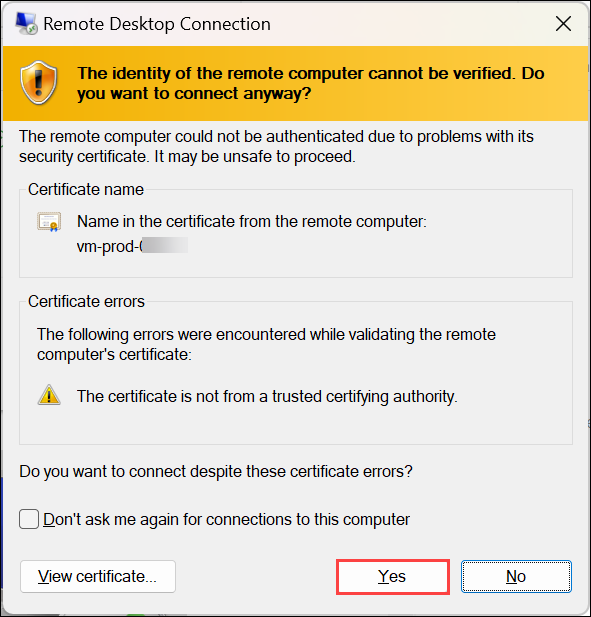 Remote Desktop Connection
The identity of the remote computer cannot be verified. Do
you want to connect anyway?
The remote computer could not be authenticated due to problems with its
security certificate. It may be unsafe to proceed.
Certificate name
Name in the certificate from the remote computer:
vm-prod-
Certificate errors
The following errors were encountered while validating the remote
computer's certificate:
The certificate is not from a trusted certifying authority.
Do you want to connect despite these certificate errors?
Don't ask me again for connections to this computer
View certificate... Yes No